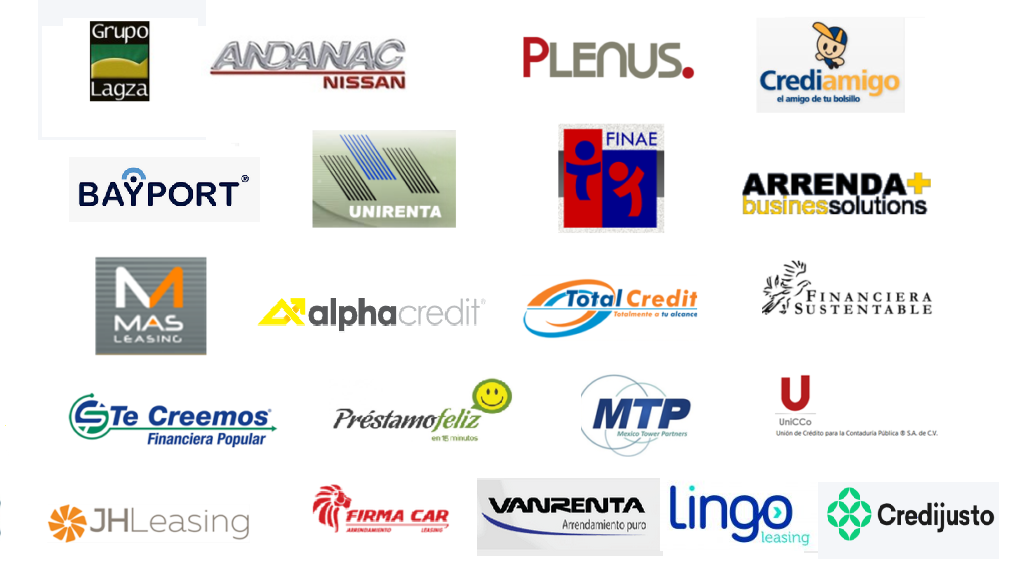 Grupo
Lagza
ANDANAC
NISSAN
PLENUS.
Crediamigo
el amigo de tu bolsillo
BAYPORT®
UNIRENTA
FINAE
ARRENDA+
businessolutions
MAS
LEASING
alphacredit®
Total Credit
Totalmente a tu alcance
FINANCIERA
SUSTENTABLE
Te Creemos®
Financiera Popular
Préstamofeliz
en 15 minutos
MTP
Mexico Tower Partners
UniCCo
Unión de Crédito para la Contaduría Pública ® S.A. de C.V.
JHLeasing
FIRMA CAR
ARRENDAMIENTO LEASING
VANRENTA
Arrendamiento puro
Lingo
leasing
Credijusto